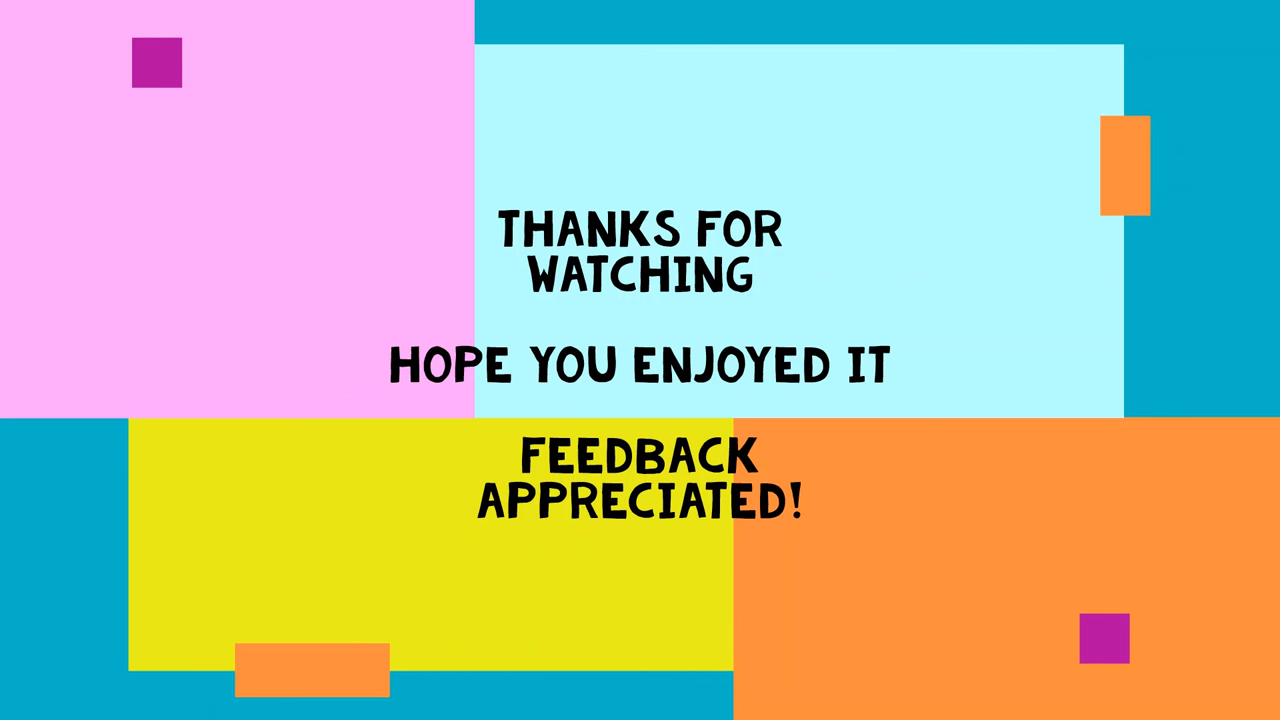 THANKS FOR
WATCHING
HOPE YOU ENJOYED IT
FEEDBACK
APPRECIATED!